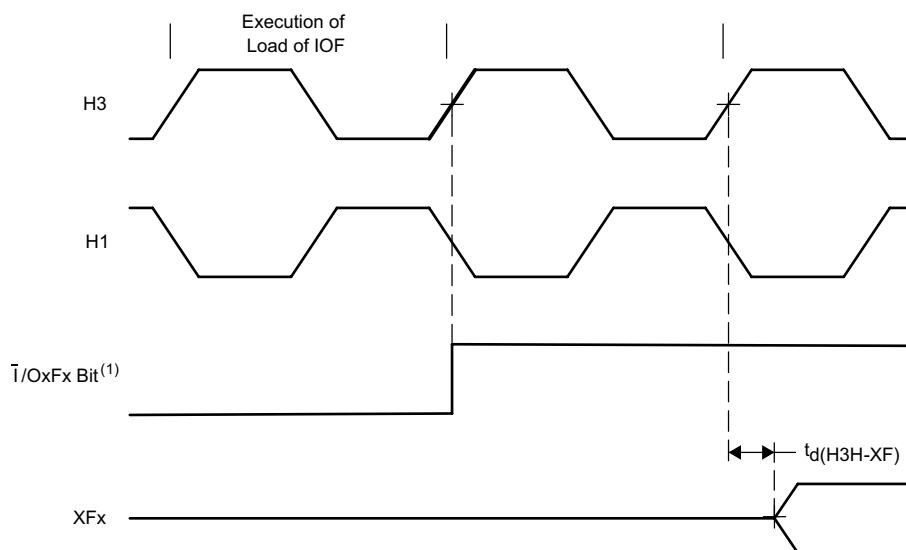 Execution of
Load of IOF
H3
H1
I̅/OxFx Bit(1)
td(H3H-XF)
XFx